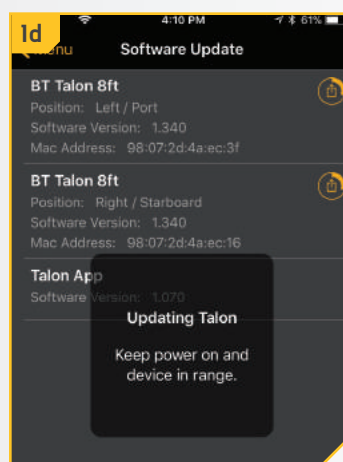 1d
4:10 PM
61%
Menu
Software Update
BT Talon 8ft
Position: Left / Port
Software Version: 1.340
Mac Address: 98:07:2d:4a:ec:3f
BT Talon 8ft
Position: Right / Starboard
Software Version: 1.340
Mac Address: 98:07:2d:4a:ec:16
Talon App
Software Version: 1.070
Updating Talon
Keep power on and
device in range.